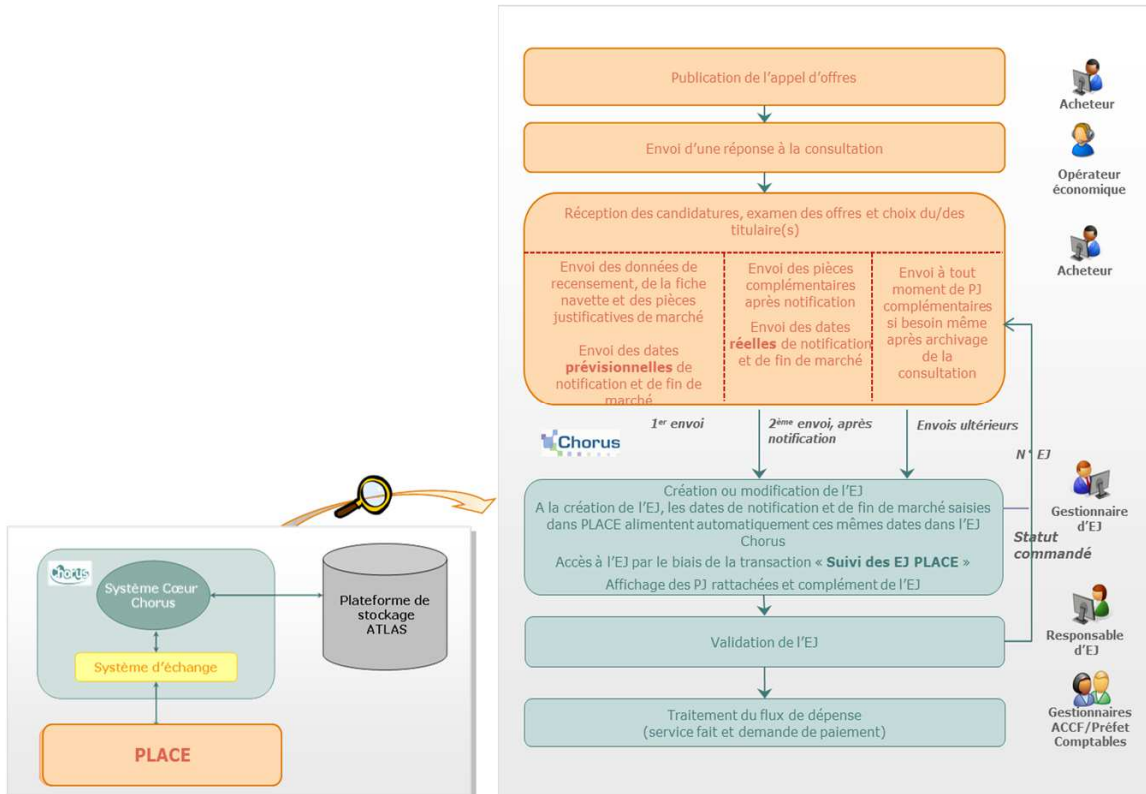 Publication de l'appel d'offres
Acheteur
Envoi d'une réponse à la consultation
Opérateur
économique
Réception des candidatures, examen des offres et choix du/des
titulaire(s)
Acheteur
Envoi des données de
recensement, de la fiche
navette et des pièces
justificatives de marché
Envoi des dates
prévisionnelles de
notification et de fin de
marché
Envoi des pièces
complémentaires
après notification
Envoi des dates
réelles de notification
et de fin de marché
Envoi à tout
moment de PJ
complémentaires
si besoin même
après archivage
de la
consultation
1er envoi
2ème envoi, après
notification
Envois ultérieurs
N° EJ
Chorus
Création ou modification de l'EJ
A la création de l'EJ, les dates de notification et de fin de marché saisies
dans PLACE alimentent automatiquement ces mêmes dates dans l'EJ
Chorus
Accès à l'EJ par le biais de la transaction « Suivi des EJ PLACE »
Affichage des PJ rattachées et complément de l'EJ
Gestionnaire
d'EJ
Statut
commandé
Validation de l'EJ
Responsable
d'EJ
Traitement du flux de dépense
(service fait et demande de paiement)
Gestionnaires
ACCF/Préfet
Comptables
Chorus
Système Cœur
Chorus
Système d'échange
Plateforme de
stockage
ATLAS
PLACE